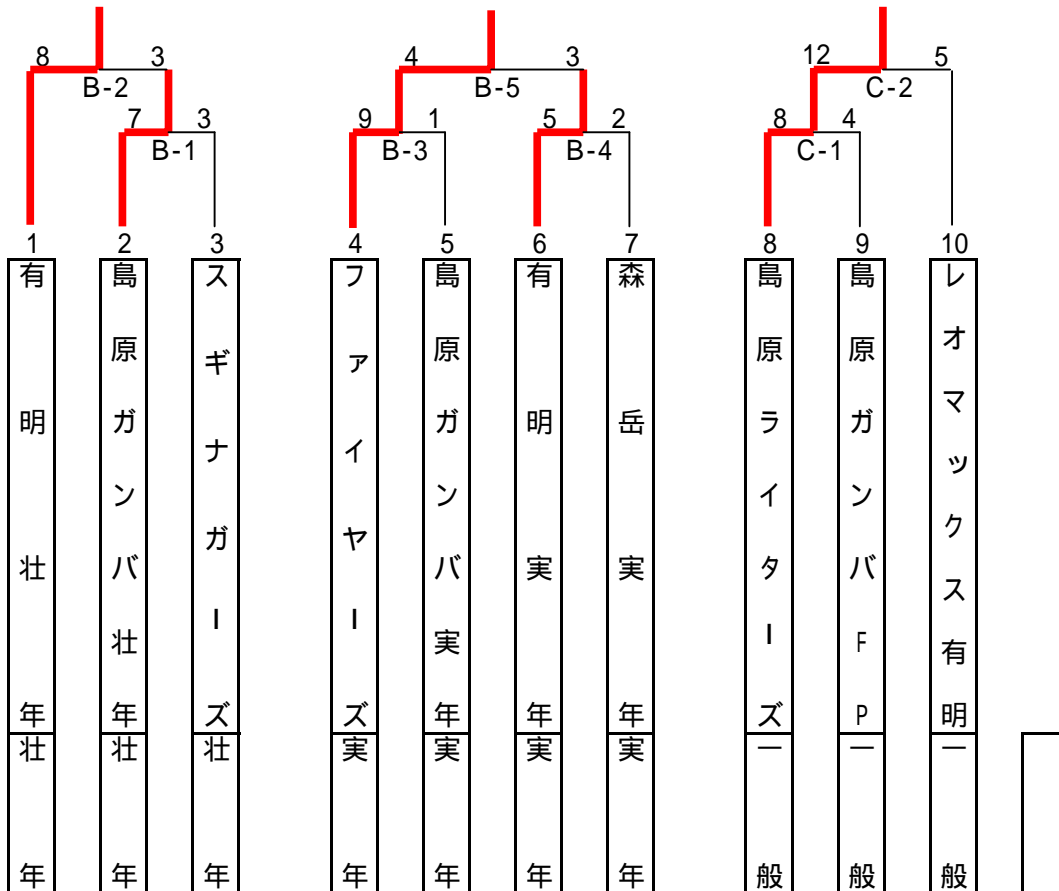 8 3 4 3 12 5
B-2 B-5 C-2
7 3 9 1 5 2 8 4
B-1 B-3 B-4 C-1
1 2 3 4 5 6 7 8 9 10
有明壮年
島原ガンバ壮年
スギナガーズ
ファイヤーズ
島原ガンバ実年
有明実年
森岳実年
島原ライターズ
島原ガンバFP
レオマックス有明
壮年
壮年
壮年
実年
実年
実年
実年
一般
一般
一般